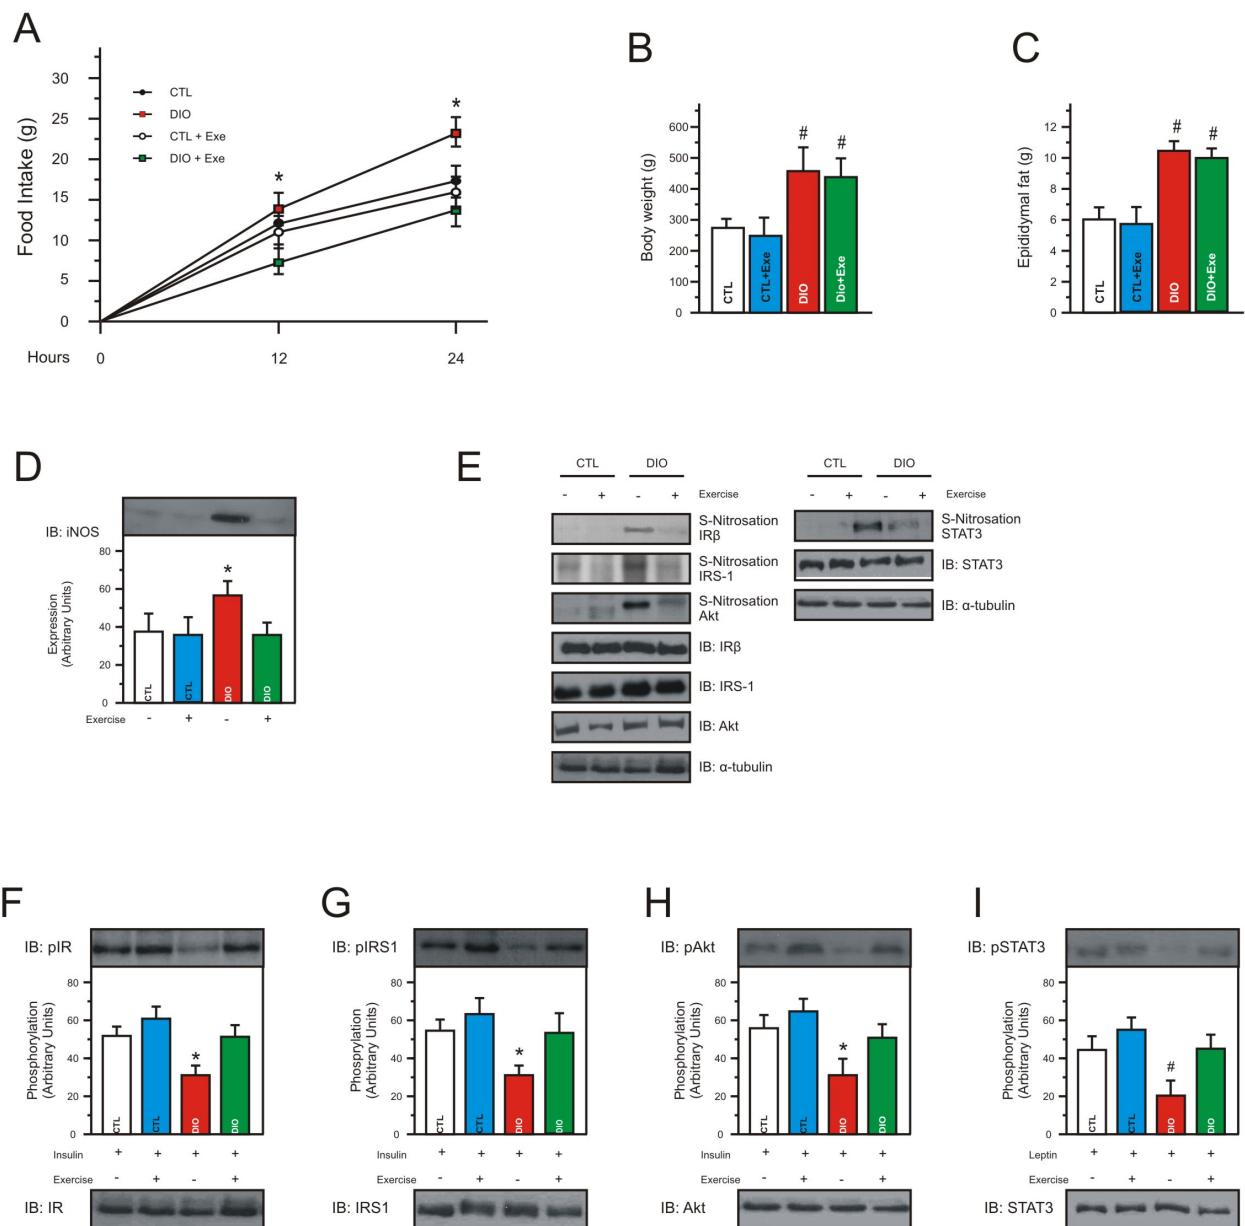 A
Food Intake (g)
30
25
20
15
10
5
0
CTL
DIO
CTL + Exe
DIO + Exe
*
*
Hours
0
12
24
B
Body weight (g)
600
500
400
300
200
100
0
#
#
CTL
CTL+Exe
DIO
Dio+Exe
C
Epididymal fat (g)
12
10
8
6
4
2
0
#
#
CTL
CTL+Exe
DIO
DIO+Exe
D
IB: iNOS
Expression
(Arbitrary Units)
80
60
40
20
0
*
CTL
CTL
DIO
DIO
Exercise - + - +
E
CTL DIO
- + - + Exercise
S-Nitrosation
IRβ
S-Nitrosation
IRS-1
S-Nitrosation
Akt
IB: IRβ
IB: IRS-1
IB: Akt
IB: α-tubulin
CTL DIO
- + - + Exercise
S-Nitrosation
STAT3
IB: STAT3
IB: α-tubulin
F
IB: pIR
Phosphorylation
(Arbitrary Units)
80
60
40
20
0
*
CTL
CTL
DIO
DIO
Insulin + + + +
Exercise - + - +
IB: IR
G
IB: pIRS1
Phosprylation
(Arbitrary Units)
80
60
40
20
0
*
CTL
CTL
DIO
DIO
Insulin + + + +
Exercise - + - +
IB: IRS1
H
IB: pAkt
Phosphorylation
(Arbitrary Units)
80
60
40
20
0
*
CTL
CTL
DIO
DIO
Insulin + + + +
Exercise - + - +
IB: Akt
I
IB: pSTAT3
Phosphorylation
(Arbitrary Units)
80
60
40
20
0
#
CTL
CTL
DIO
DIO
Leptin + + + +
Exercise - + - +
IB: STAT3